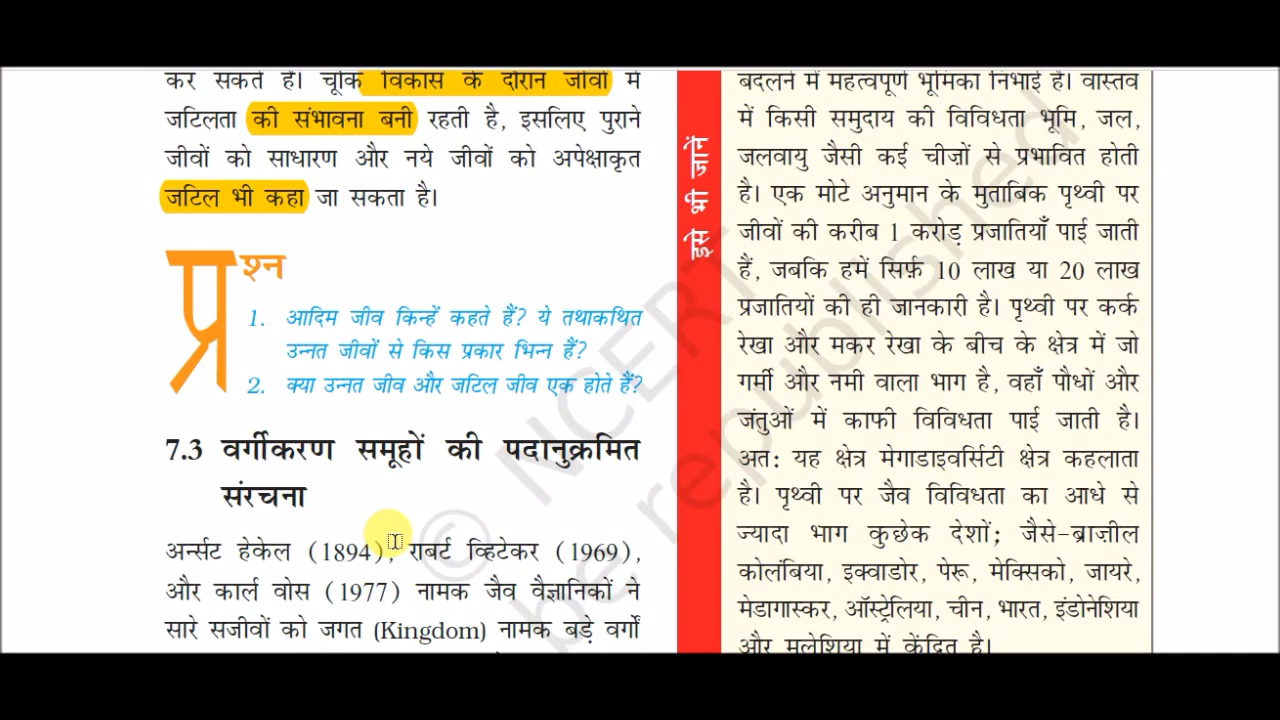 कर सकते हैं। चूँकि विकास के दौरान जीवों में
जटिलता की संभावना बनी रहती है, इसलिए पुराने
जीवों को साधारण और नये जीवों को अपेक्षाकृत
जटिल भी कहा जा सकता है।
प्रश्न
1. आदिम जीव किन्हें कहते हैं? ये तथाकथित
उन्नत जीवों से किस प्रकार भिन्न हैं?
2. क्या उन्नत जीव और जटिल जीव एक होते हैं?
7.3 वर्गीकरण समूहों की पदानुक्रमित
संरचना
अर्न्सट हेकेल (1894), राबर्ट व्हिटेकर (1969),
और कार्ल वोस (1977) नामक जैव वैज्ञानिकों ने
सारे सजीवों को जगत (Kingdom) नामक बड़े वर्गों
इसे भी जानें
बदलने में महत्वपूर्ण भूमिका निभाई है। वास्तव
में किसी समुदाय की विविधता भूमि, जल,
जलवायु जैसी कई चीजों से प्रभावित होती
है। एक मोटे अनुमान के मुताबिक पृथ्वी पर
जीवों की करीब 1 करोड़ प्रजातियाँ पाई जाती
हैं, जबकि हमें सिर्फ़ 10 लाख या 20 लाख
प्रजातियों की ही जानकारी है। पृथ्वी पर कर्क
रेखा और मकर रेखा के बीच के क्षेत्र में जो
गर्मी और नमी वाला भाग है, वहाँ पौधों और
जंतुओं में काफी विविधता पाई जाती है।
अत: यह क्षेत्र मेगाडाइवर्सिटी क्षेत्र कहलाता
है। पृथ्वी पर जैव विविधता का आधे से
ज्यादा भाग कुछेक देशों; जैसे-ब्राजील
कोलंबिया, इक्वाडोर, पेरू, मेक्सिको, जायरे,
मेडागास्कर, ऑस्ट्रेलिया, चीन, भारत, इंडोनेशिया
और मलेशिया में केंद्रित है।
© NCERT
be republished